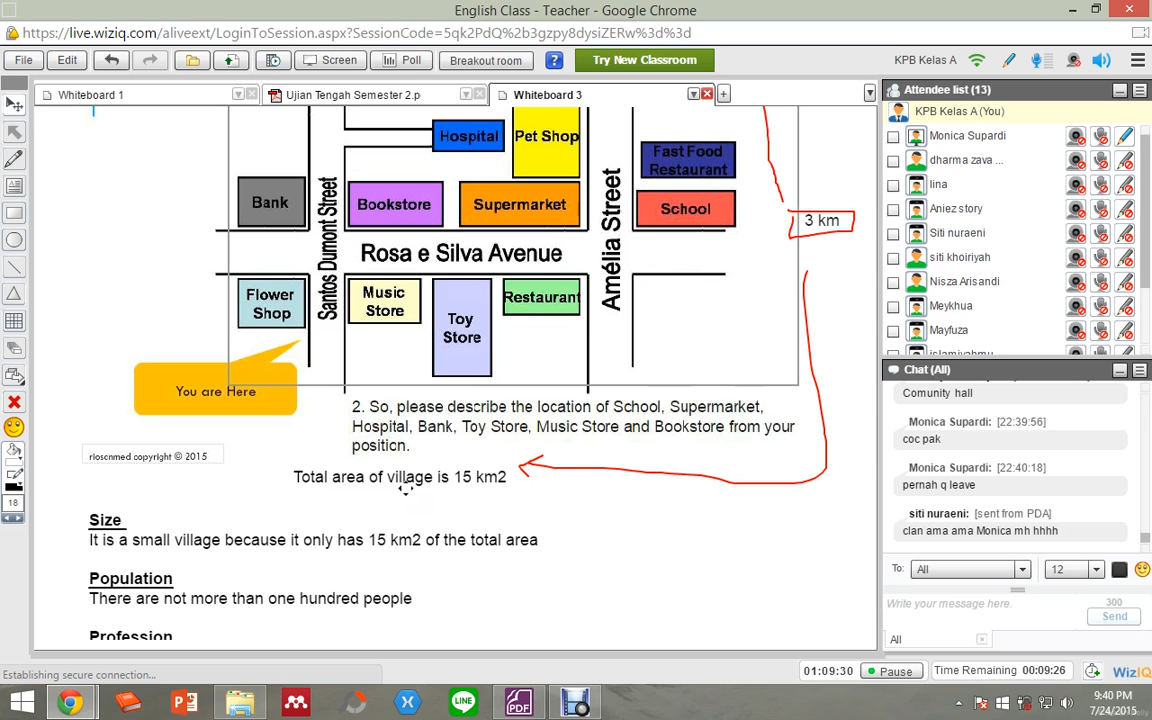 English Class - Teacher - Google Chrome
https://live.wiziq.com/aliveext/LoginToSession.aspx?SessionCode=5qk2PdQ%2b3gzpy8dysiZERw%3d%3d
File Edit Screen Poll Breakout room ? Try New Classroom KPB Kelas A
Whiteboard 1 Ujian Tengah Semester 2.p Whiteboard 3
Attendee list (13)
KPB Kelas A (You)
Monica Supardi
dharma zava ...
lina
Aniez story
Siti nuraeni
siti khoiriyah
Nisza Arisandi
Meykhua
Mayfuza
islamiyahmu
Hospital
Pet Shop
Fast Food
Restaurant
Bank
Bookstore
Supermarket
School
3 km
Santos Dumont Street
Rosa e Silva Avenue
Amélia Street
Flower
Shop
Music
Store
Toy
Store
Restaurant
You are Here
2. So, please describe the location of School, Supermarket,
Hospital, Bank, Toy Store, Music Store and Bookstore from your
position.
rioscnmed copyright © 2015
Total area of village is 15 km2
Size
It is a small village because it only has 15 km2 of the total area
Population
There are not more than one hundred people
Profession
18
Chat (All)
Comunity hall
Monica Supardi: [22:39:56]
coc pak
Monica Supardi: [22:40:18]
pernah q leave
siti nuraeni: [sent from PDA]
clan ama ama Monica mh hhhh
To: All 12
Write your message here. 300
Send
All
Establishing secure connection...
01:09:30 Pause Time Remaining 00:09:26 WizIQ
LINE
PDF
9:40 PM
7/24/2015